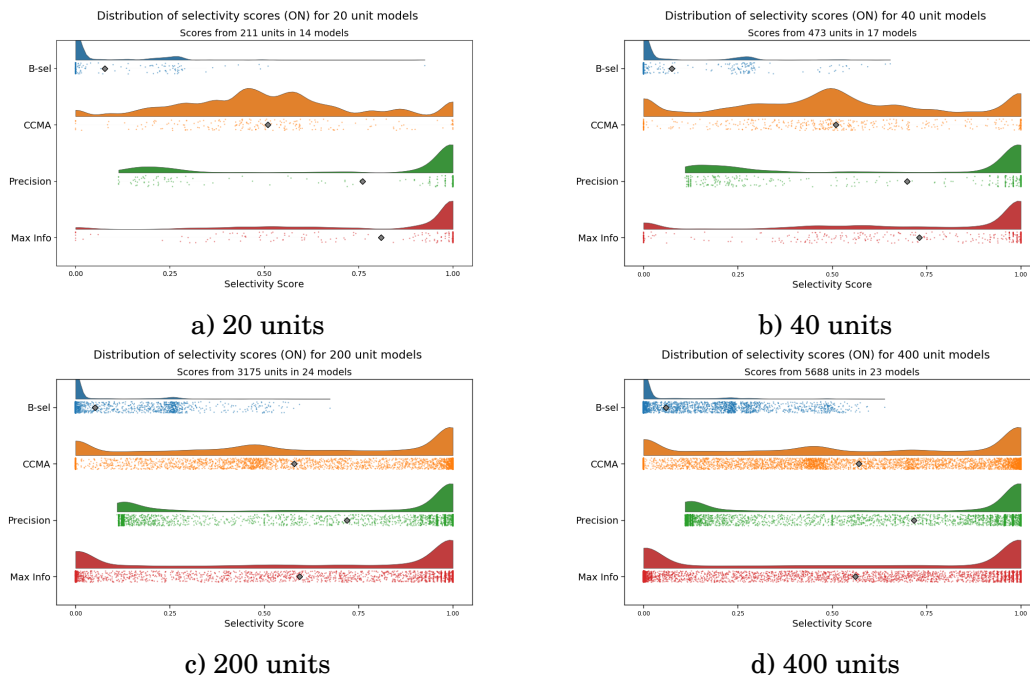 Distribution of selectivity scores (ON) for 20 unit models
Scores from 211 units in 14 models
B-sel
CCMA
Precision
Max Info
0.00 0.25 0.50 0.75 1.00
Selectivity Score
a) 20 units
Distribution of selectivity scores (ON) for 40 unit models
Scores from 473 units in 17 models
B-sel
CCMA
Precision
Max Info
0.00 0.25 0.50 0.75 1.00
Selectivity Score
b) 40 units
Distribution of selectivity scores (ON) for 200 unit models
Scores from 3175 units in 24 models
B-sel
CCMA
Precision
Max Info
0.00 0.25 0.50 0.75 1.00
Selectivity Score
c) 200 units
Distribution of selectivity scores (ON) for 400 unit models
Scores from 5688 units in 23 models
B-sel
CCMA
Precision
Max Info
0.00 0.25 0.50 0.75 1.00
Selectivity Score
d) 400 units